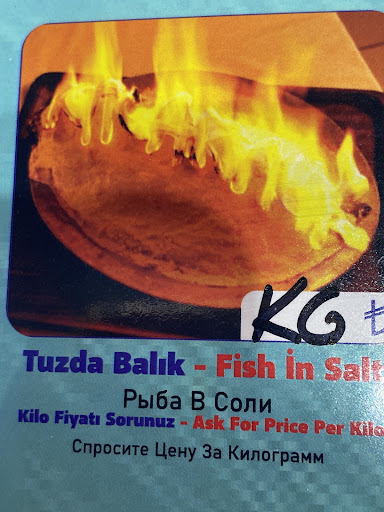 KG ₺
Tuzda Balık - Fish İn Salt
Рыба В Соли
Kilo Fiyatı Sorunuz - Ask For Price Per Kilo
Спросите Цену За Килограмм